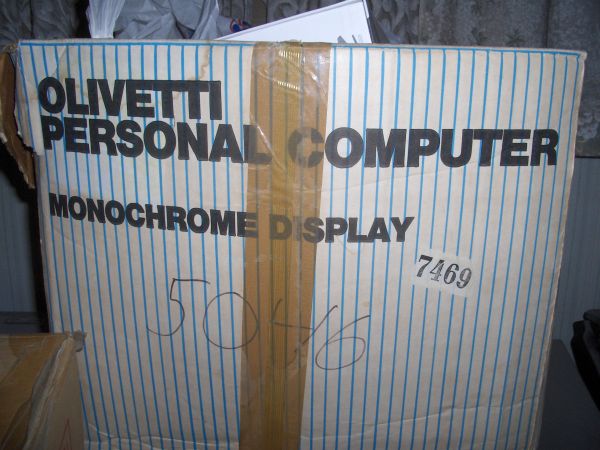 OLIVETTI
PERSONAL COMPUTER
MONOCHROME DISPLAY
7469
5046